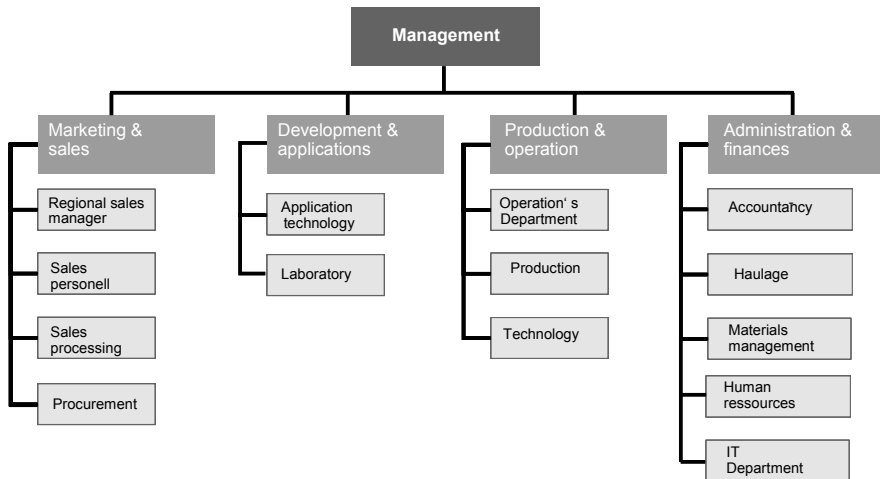 Management
Marketing &
sales
Development &
applications
Production &
operation
Administration &
finances
Regional sales
manager
Sales
personell
Sales
processing
Procurement
Application
technology
Laboratory
Operation‘ s
Department
Production
Technology
Accountancy
Haulage
Materials
management
Human
ressources
IT
Department